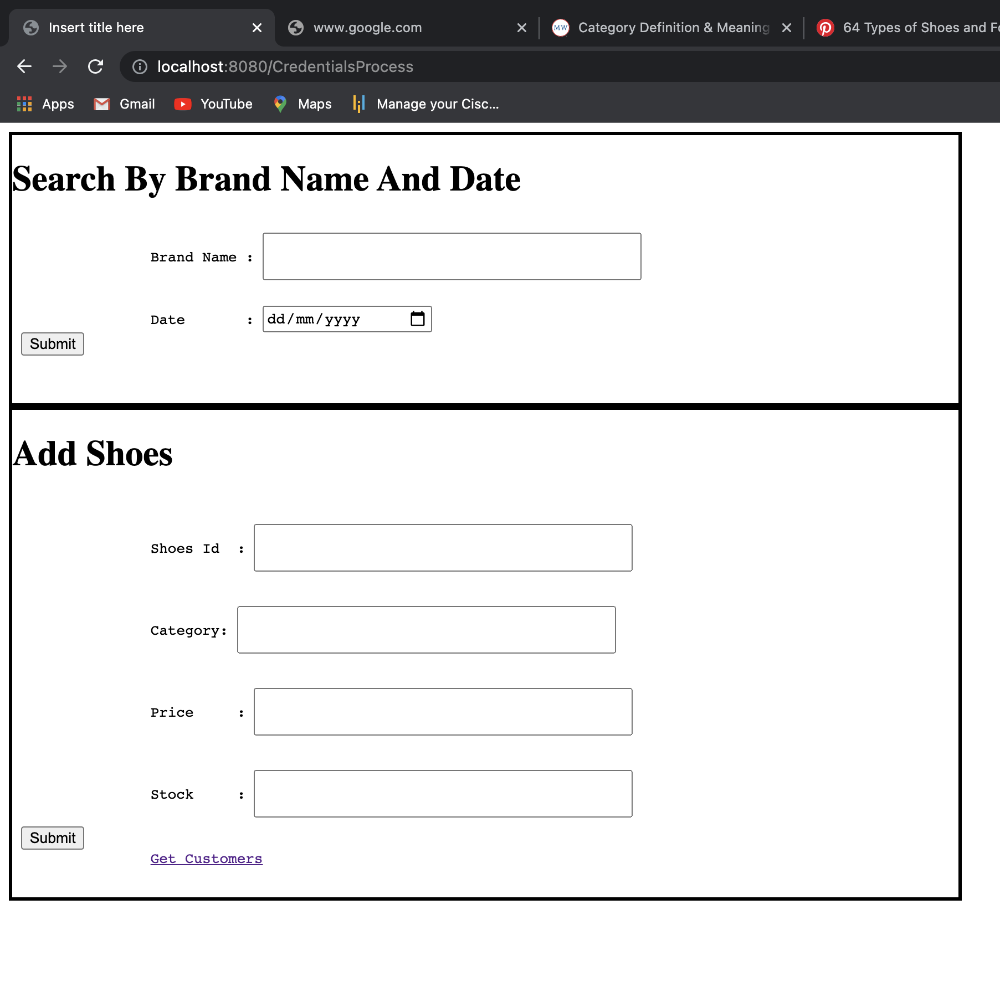 Insert title here
www.google.com
MW
Category Definition & Meaning
64 Types of Shoes and Fo
localhost:8080/CredentialsProcess
Apps
Gmail
YouTube
Maps
Manage your Cisc...
Search By Brand Name And Date
Brand Name :
Date :
dd/mm/yyyy
Submit
Add Shoes
Shoes Id :
Category:
Price :
Stock :
Submit
Get Customers